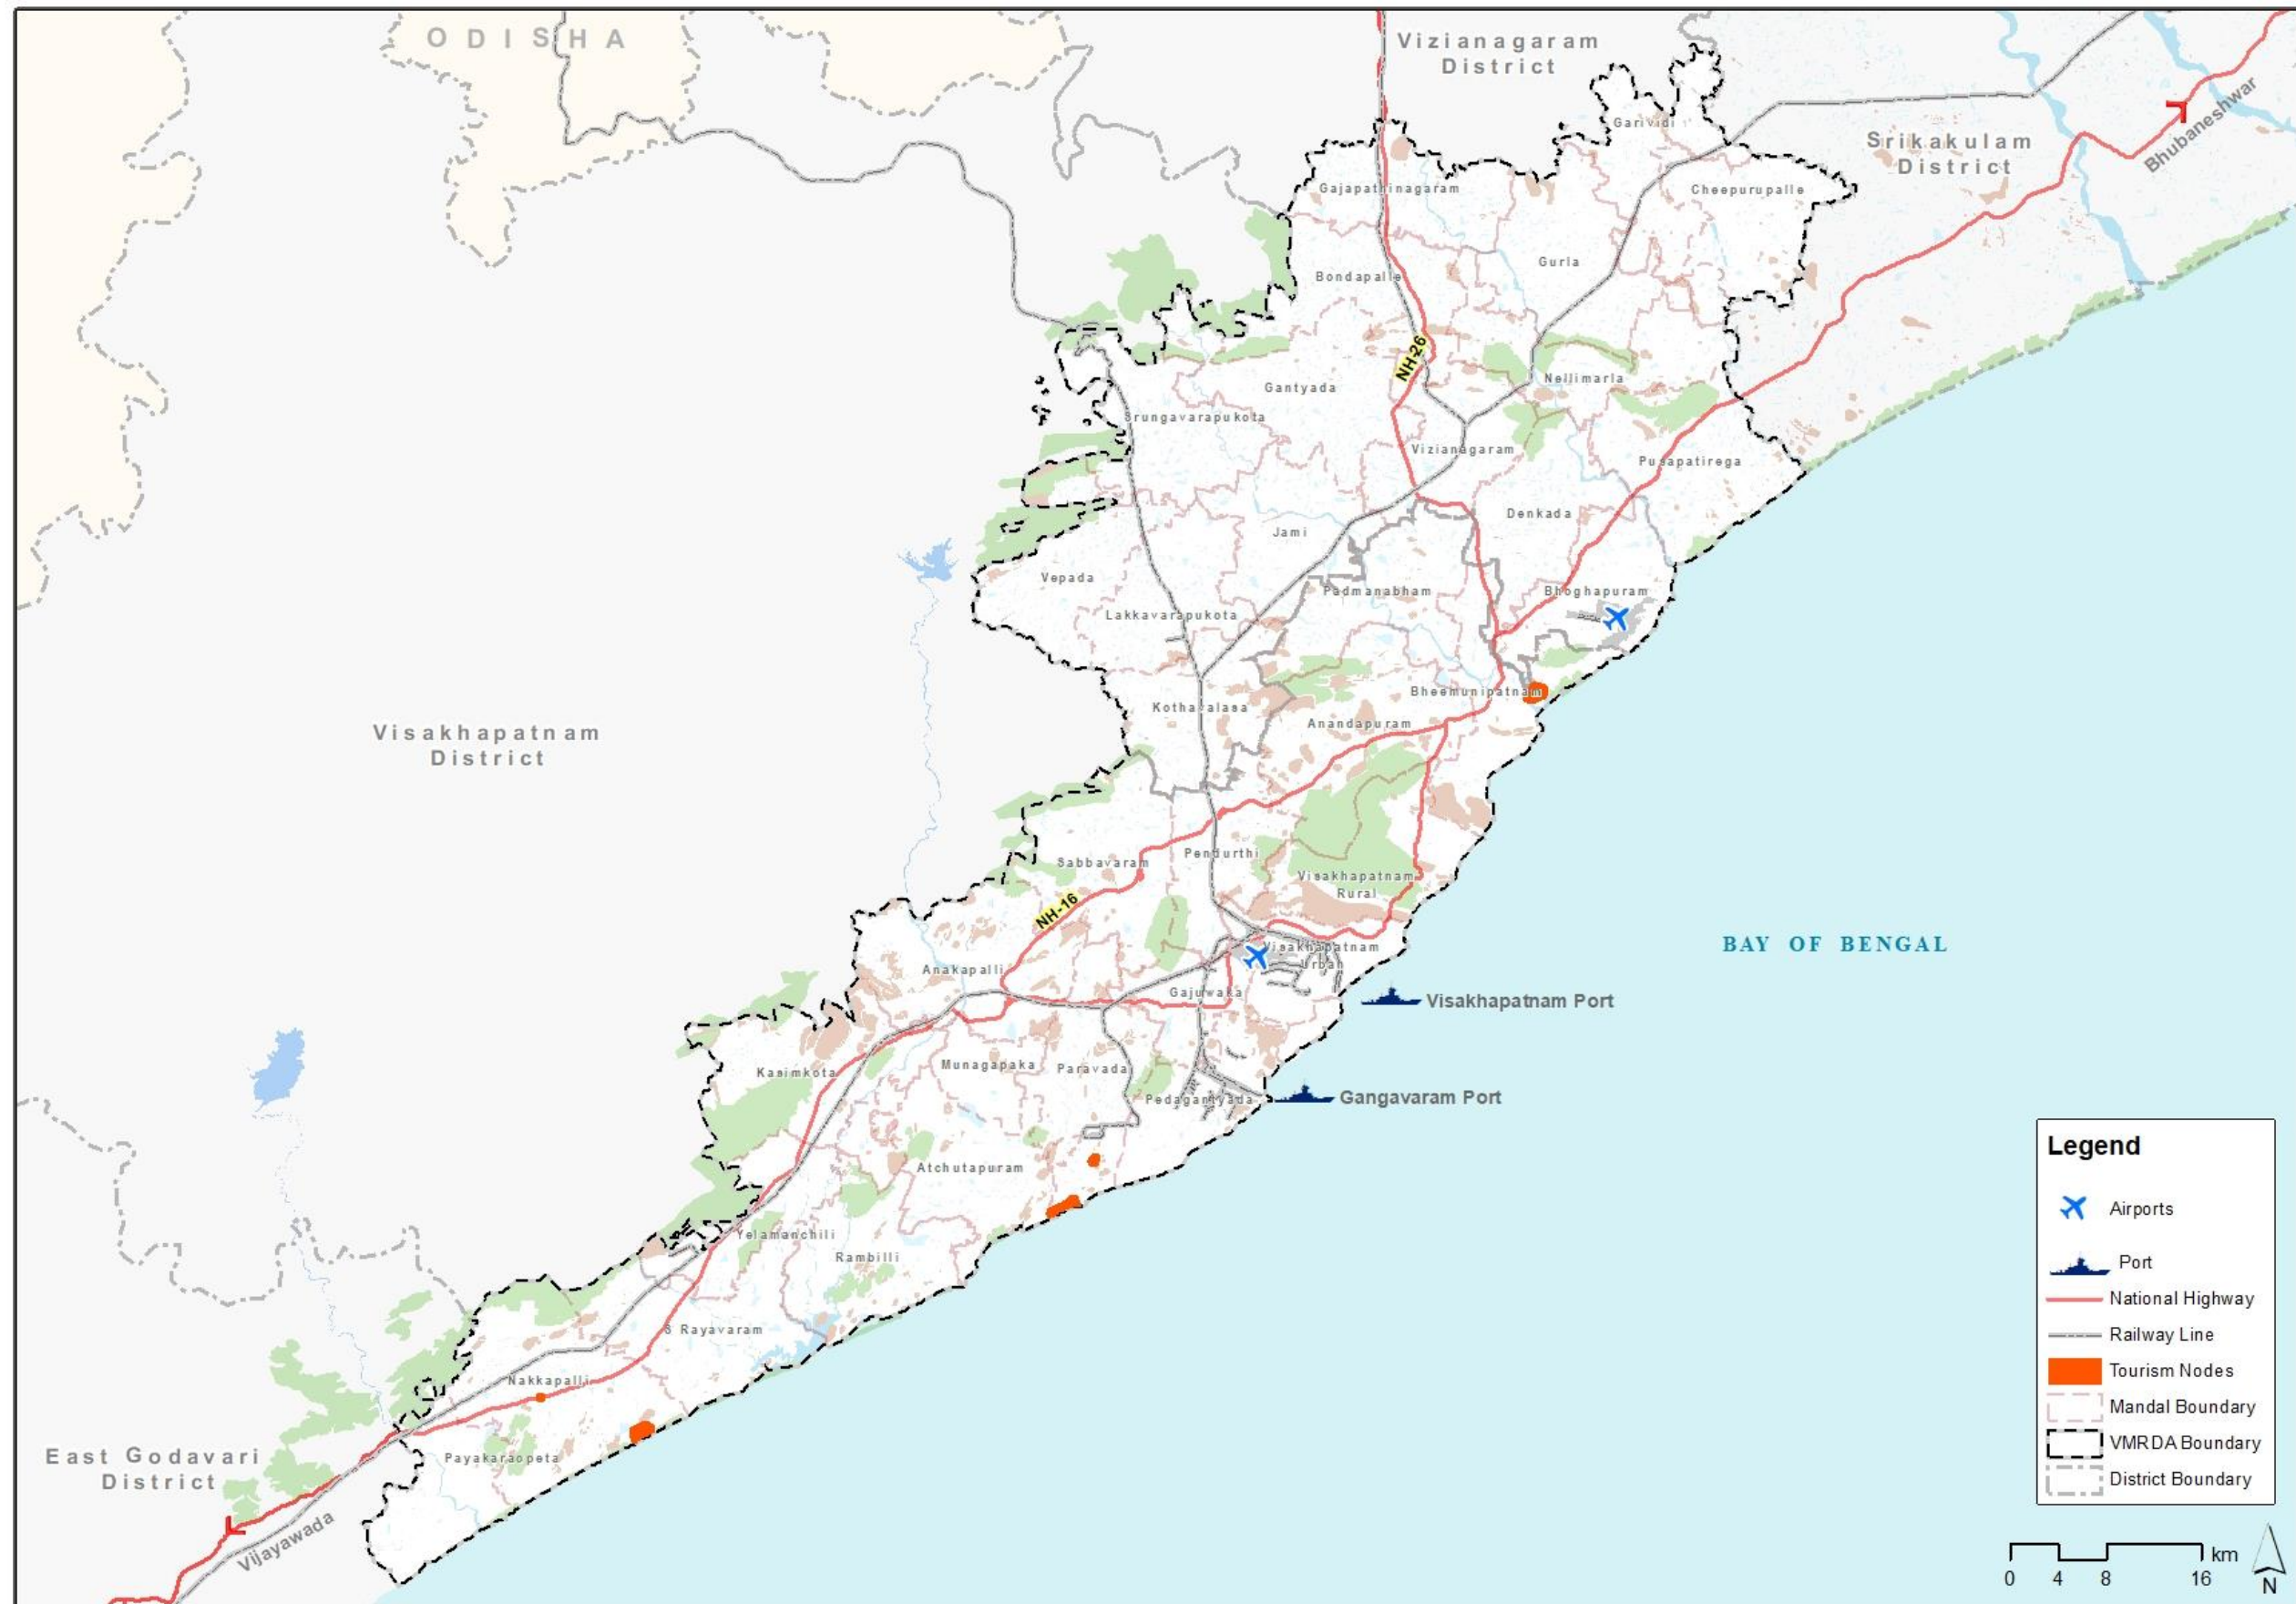 ODISHA
Vizianagaram
District
Garividi
Srikakulam
District
Bhubaneshwar
Gajapathinagaram
Cheepurupalle
Gurla
Bondapalle
NH-26
Gantyada
Nellimarla
Srungavarapukota
Vizianagaram
Pusapatirega
Denkada
Jami
Vepada
Padmanabham
Bhoghapuram
Lakkavarapukota
Bheemunipatnam
Kothavalasa
Anandapuram
Visakhapatnam
District
Sabbavaram
Pendurthi
Visakhapatnam
Rural
NH-16
Visakhapatnam
Urban
BAY OF BENGAL
Anakapalli
Gajuwaka
Visakhapatnam Port
Kasimkota
Munagapaka
Paravada
Pedagantyada
Gangavaram Port
Atchutapuram
Yelamanchili
Rambilli
S Rayavaram
Nakkapalli
Payakaraopeta
East Godavari
District
Vijayawada
Legend
Airports
Port
National Highway
Railway Line
Tourism Nodes
Mandal Boundary
VMRDA Boundary
District Boundary
km
0 4 8 16
N